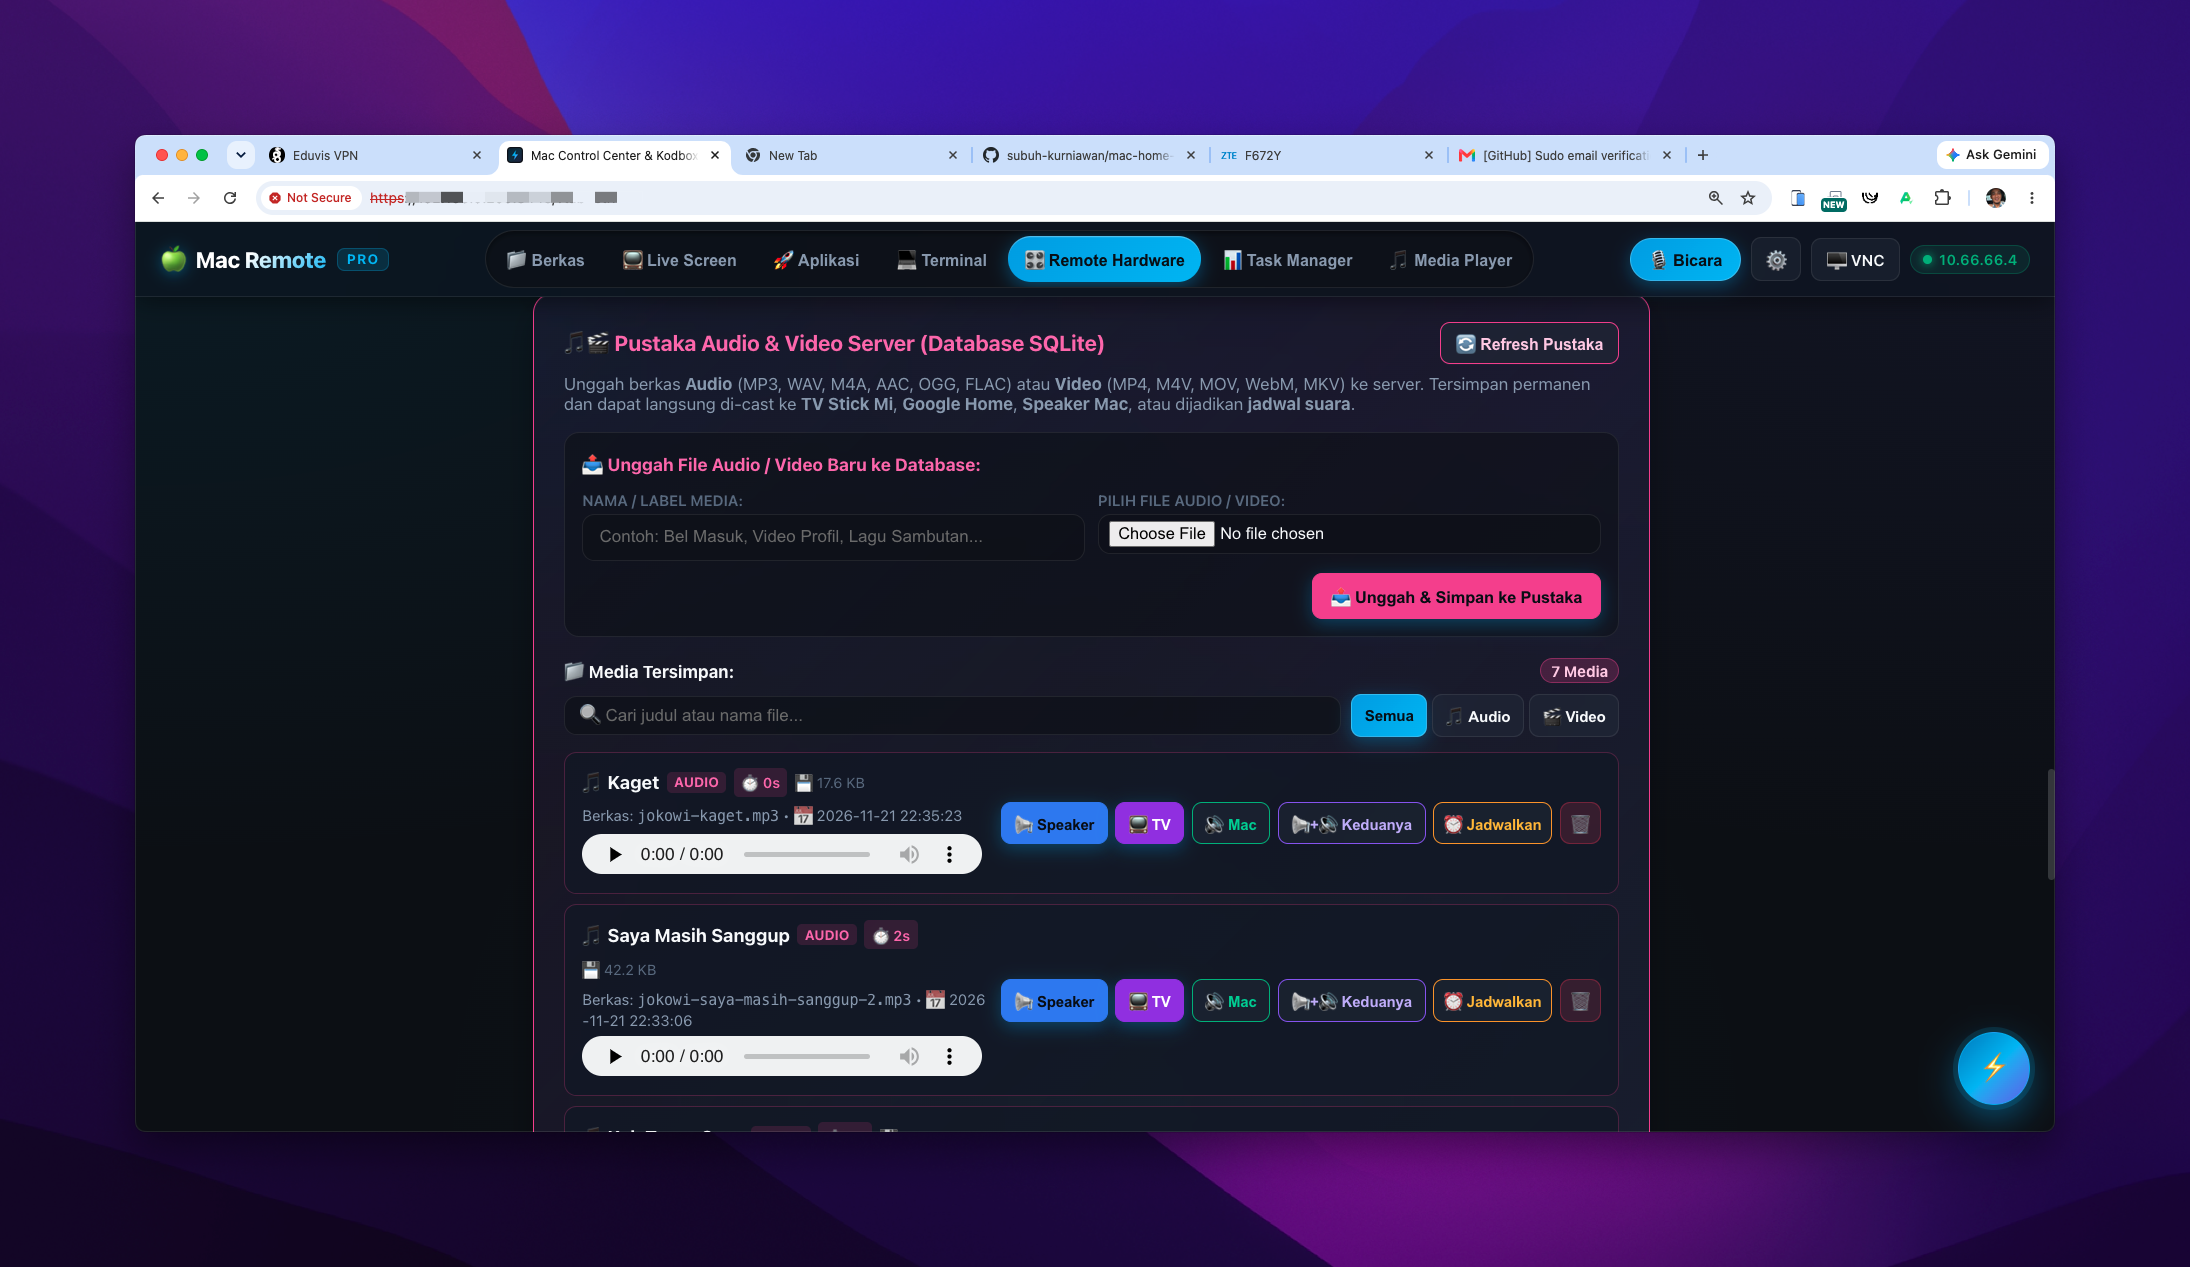 Eduvis VPN
Mac Control Center & Kodbox
New Tab
subuh-kurniawan/mac-home-
ZTE F672Y
[GitHub] Sudo email verificati
Ask Gemini
Not Secure
https:
NEW
Mac Remote PRO
Berkas
Live Screen
Aplikasi
Terminal
Remote Hardware
Task Manager
Media Player
Bicara
VNC
10.66.66.4
Pustaka Audio & Video Server (Database SQLite)
Refresh Pustaka
Unggah berkas Audio (MP3, WAV, M4A, AAC, OGG, FLAC) atau Video (MP4, M4V, MOV, WebM, MKV) ke server. Tersimpan permanen
dan dapat langsung di-cast ke TV Stick Mi, Google Home, Speaker Mac, atau dijadikan jadwal suara.
Unggah File Audio / Video Baru ke Database:
NAMA / LABEL MEDIA:
PILIH FILE AUDIO / VIDEO:
Contoh: Bel Masuk, Video Profil, Lagu Sambutan...
Choose File No file chosen
Unggah & Simpan ke Pustaka
Media Tersimpan:
7 Media
Cari judul atau nama file...
Semua
Audio
Video
Kaget AUDIO 0s 17.6 KB
Berkas: jokowi-kaget.mp3 • 2026-11-21 22:35:23
0:00 / 0:00
Speaker
TV
Mac
+ Keduanya
Jadwalkan
Saya Masih Sanggup AUDIO 2s
42.2 KB
Berkas: jokowi-saya-masih-sanggup-2.mp3 • 2026
-11-21 22:33:06
0:00 / 0:00
Speaker
TV
Mac
+ Keduanya
Jadwalkan